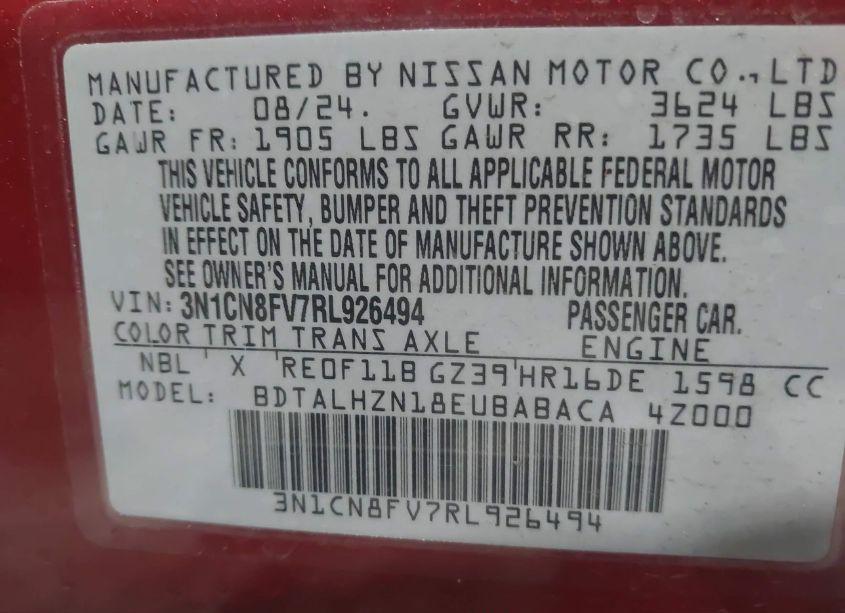 MANUFACTURED BY NISSAN MOTOR CO., LTD
DATE: 08/24. GVWR: 3624 LBS
GAWR FR: 1905 LBS GAWR RR: 1735 LBS
THIS VEHICLE CONFORMS TO ALL APPLICABLE FEDERAL MOTOR
VEHICLE SAFETY, BUMPER AND THEFT PREVENTION STANDARDS
IN EFFECT ON THE DATE OF MANUFACTURE SHOWN ABOVE.
SEE OWNER'S MANUAL FOR ADDITIONAL INFORMATION.
VIN: 3N1CN8FV7RL926494 PASSENGER CAR.
COLOR TRIM TRANS AXLE ENGINE
NBL X RE0F11B GZ39 HR16DE 1598 CC
MODEL: BDTALHZN18EUBABACA 4Z000
3N1CN8FV7RL926494